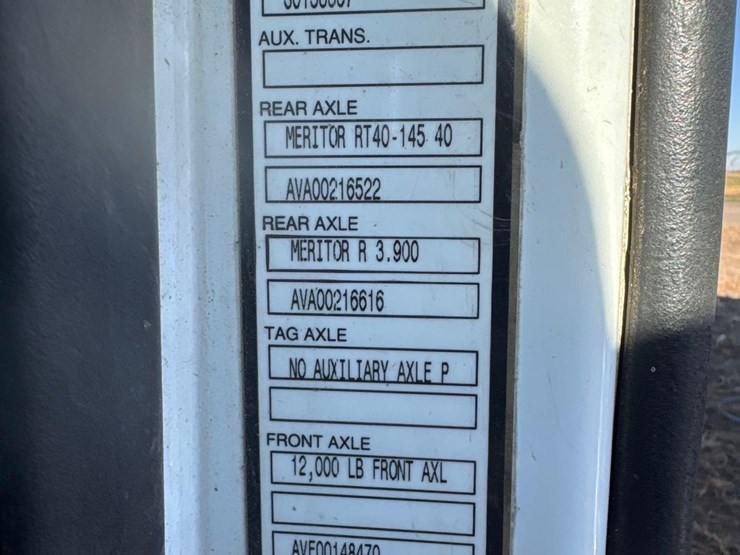 AUX. TRANS.
REAR AXLE
MERITOR RT40-145 40
AVA00216522
REAR AXLE
MERITOR R 3.900
AVA00216616
TAG AXLE
NO AUXILIARY AXLE P
FRONT AXLE
12,000 LB FRONT AXL
AVF00148470